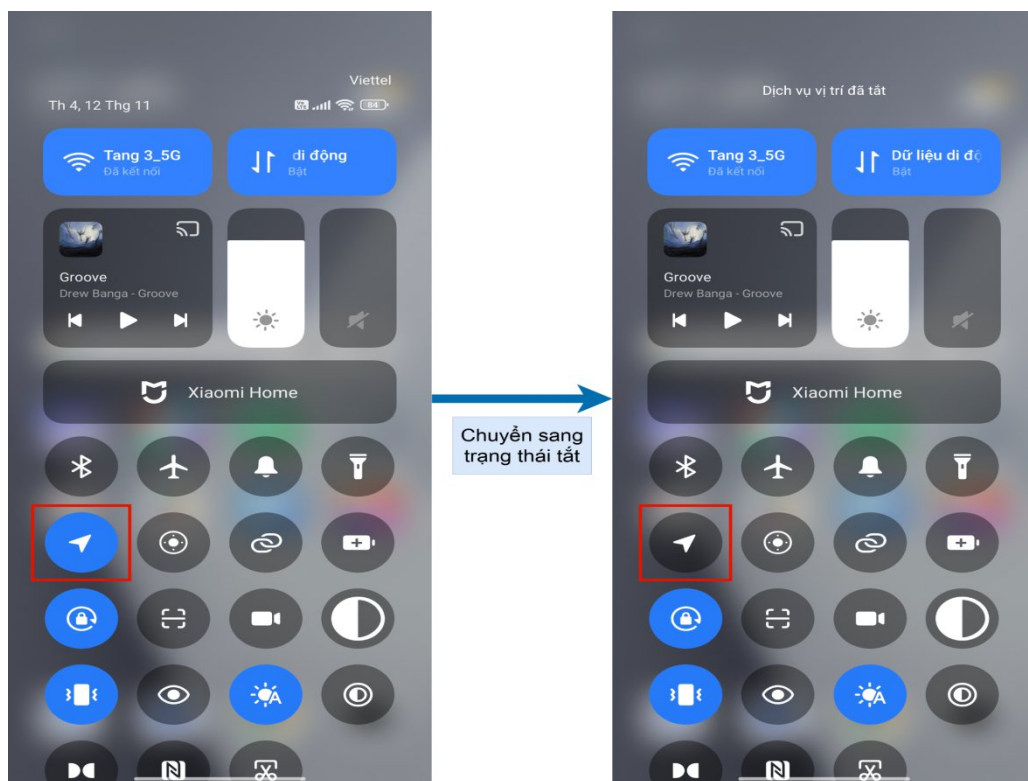 Viettel
Th 4, 12 Thg 11
84
Tang 3_5G
Đã kết nối
di động
Bật
Groove
Drew Banga - Groove
Xiaomi Home
Chuyển sang
trạng thái tắt
Dịch vụ vị trí đã tắt
Tang 3_5G
Đã kết nối
Dữ liệu di độ
Bật
Groove
Drew Banga - Groove
Xiaomi Home